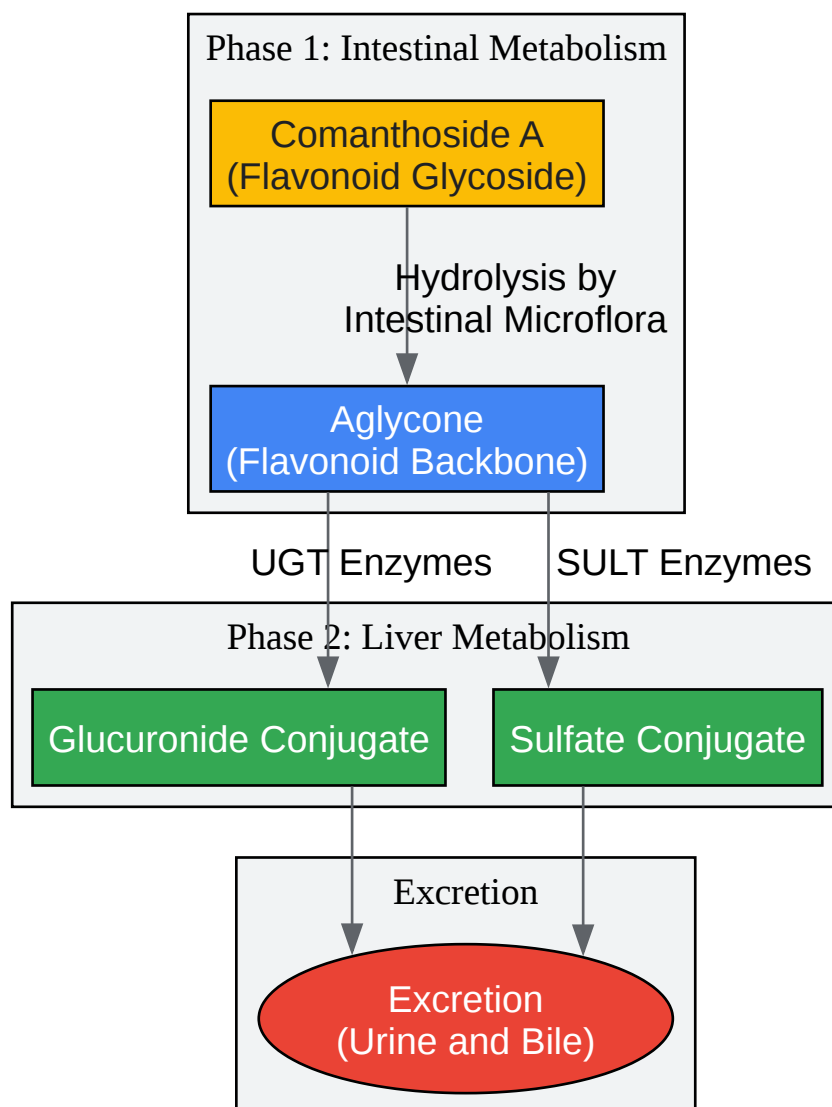 Phase 1: Intestinal Metabolism
Comanthoside A
(Flavonoid Glycoside)
Hydrolysis by
Intestinal Microflora
Aglycone
(Flavonoid Backbone)
UGT Enzymes
SULT Enzymes
Phase 2: Liver Metabolism
Glucuronide Conjugate
Sulfate Conjugate
Excretion
Excretion
(Urine and Bile)